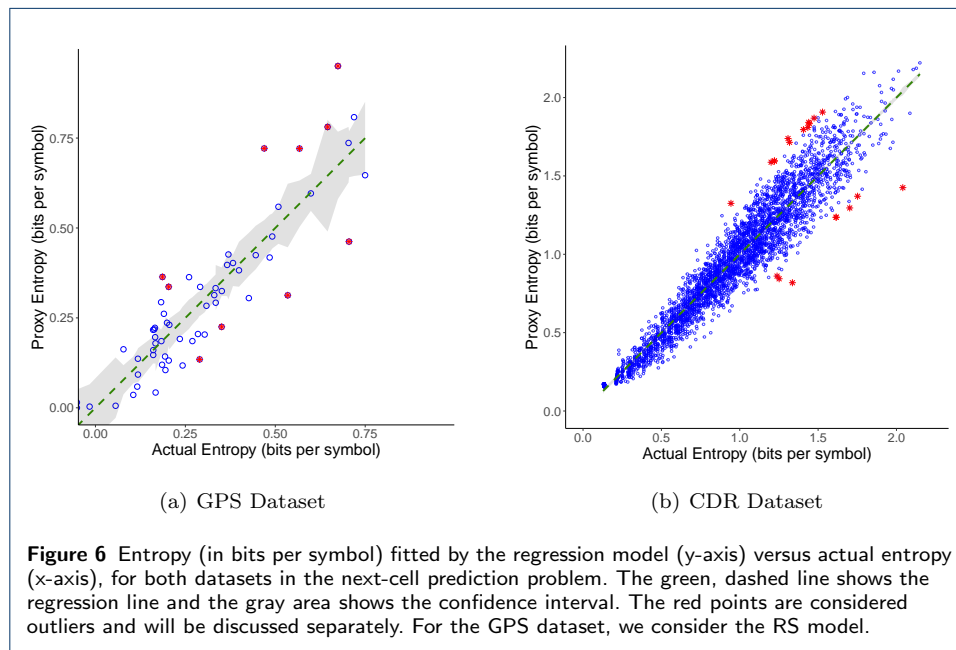 Proxy Entropy (bits per symbol)
0.75
0.50
0.25
0.00
0.00
0.25
0.50
0.75
Actual Entropy (bits per symbol)
(a) GPS Dataset
Proxy Entropy (bits per symbol)
2.0
1.5
1.0
0.5
0.0
0.0
0.5
1.0
1.5
2.0
Actual Entropy (bits per symbol)
(b) CDR Dataset
Figure 6 Entropy (in bits per symbol) fitted by the regression model (y-axis) versus actual entropy
(x-axis), for both datasets in the next-cell prediction problem. The green, dashed line shows the
regression line and the gray area shows the confidence interval. The red points are considered
outliers and will be discussed separately. For the GPS dataset, we consider the RS model.